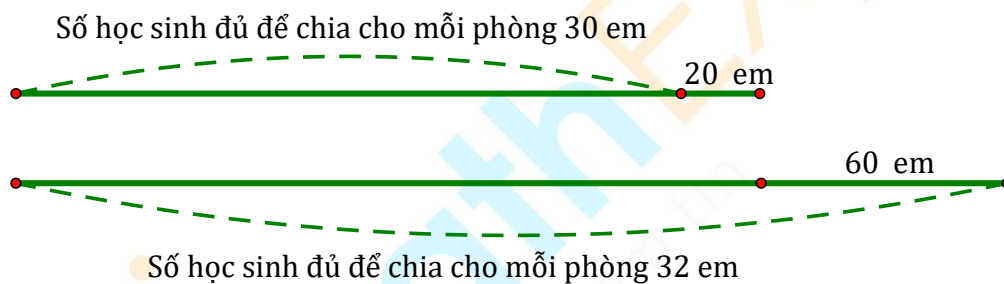 Số học sinh đủ để chia cho mỗi phòng 30 em
20 em
60 em
Số học sinh đủ để chia cho mỗi phòng 32 em